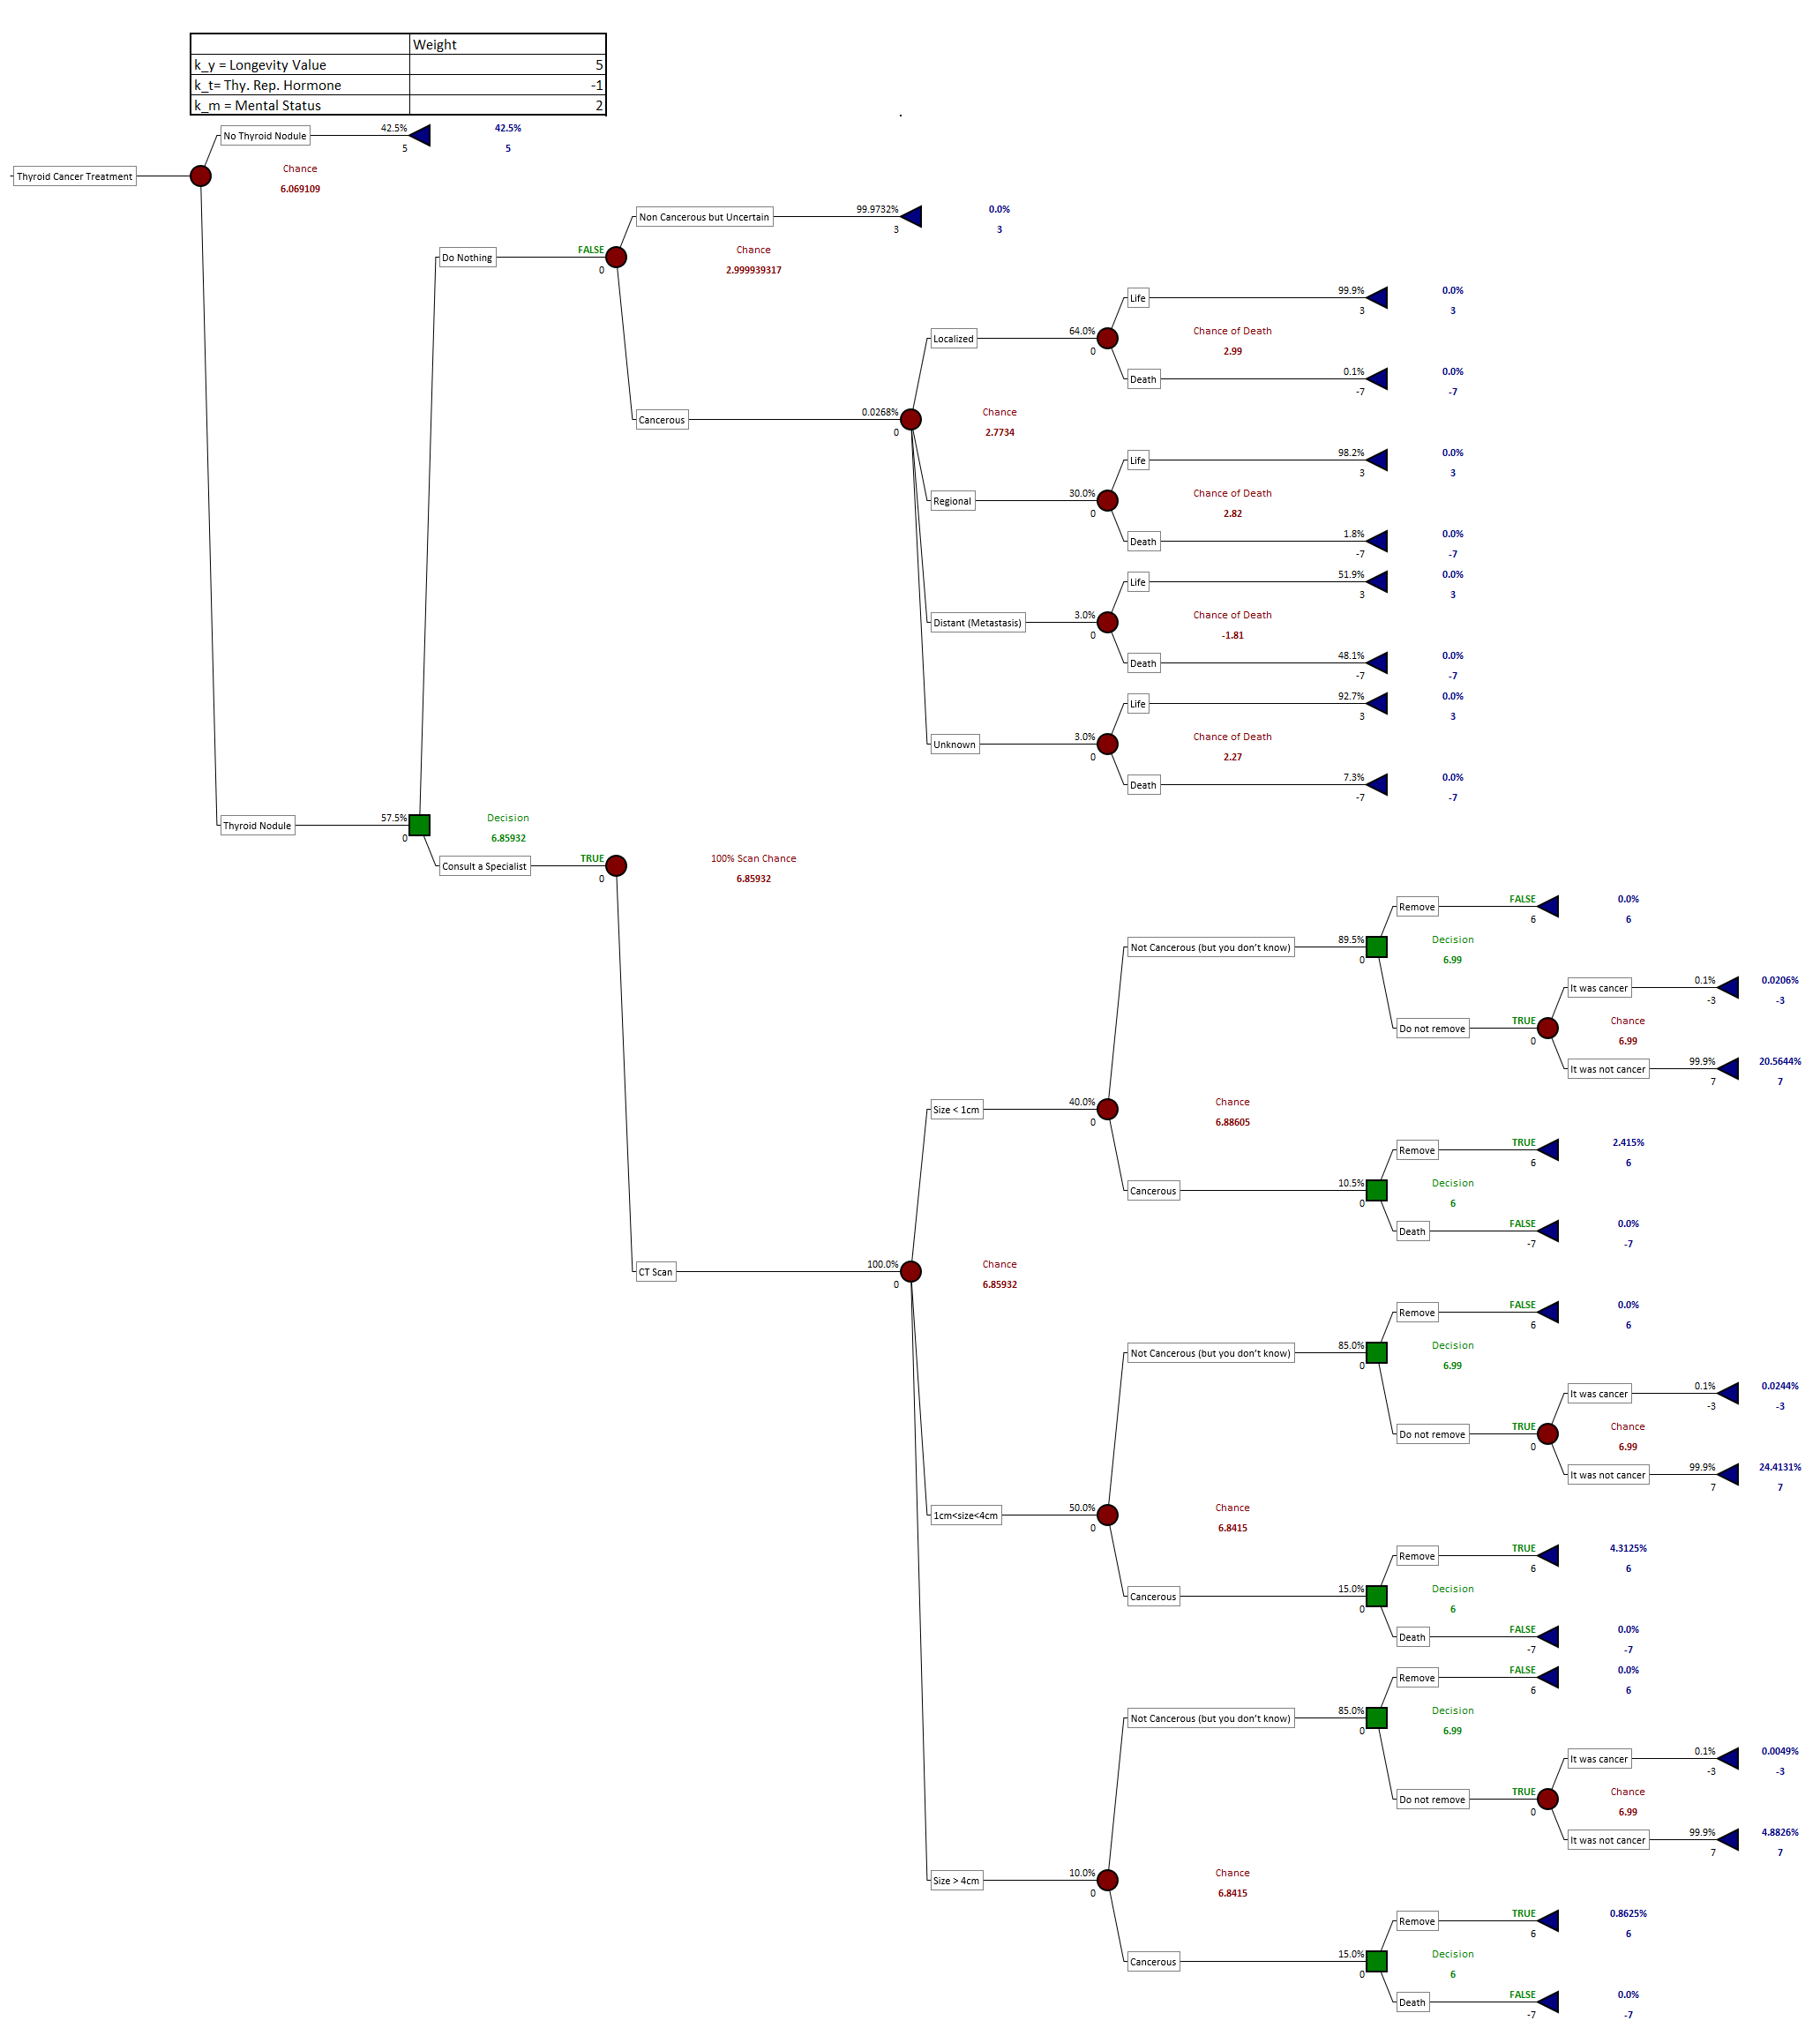 Weight
k_y = Longevity Value 5
k_t= Thy. Rep. Hormone -1
k_m = Mental Status 2
No Thyroid Nodule 42.5% 42.5%
5 5
Thyroid Cancer Treatment Chance
6.069109
Non Cancerous but Uncertain 99.9732% 0.0%
3 3
Do Nothing FALSE Chance
0 2.999939317
Life 99.9% 0.0%
3 3
Localized 64.0% Chance of Death
0 2.99
Death 0.1% 0.0%
-7 -7
Cancerous 0.0268% Chance
0 2.7734
Life 98.2% 0.0%
3 3
Regional 30.0% Chance of Death
0 2.82
Death 1.8% 0.0%
-7 -7
Life 51.9% 0.0%
3 3
Distant (Metastasis) 3.0% Chance of Death
0 -1.81
Death 48.1% 0.0%
-7 -7
Life 92.7% 0.0%
3 3
Unknown 3.0% Chance of Death
0 2.27
Death 7.3% 0.0%
-7 -7
Thyroid Nodule 57.5% Decision
0 6.85932
Consult a Specialist TRUE 100% Scan Chance
0 6.85932
Remove FALSE 0.0%
6 6
Not Cancerous (but you don't know) 89.5% Decision
0 6.99
It was cancer 0.1% 0.0206%
-3 -3
Do not remove TRUE Chance
0 6.99
It was not cancer 99.9% 20.5644%
7 7
Size < 1cm 40.0% Chance
0 6.88605
Remove TRUE 2.415%
6 6
Cancerous 10.5% Decision
0 6
Death FALSE 0.0%
-7 -7
CT Scan 100.0% Chance
0 6.85932
Remove FALSE 0.0%
6 6
Not Cancerous (but you don't know) 85.0% Decision
0 6.99
It was cancer 0.1% 0.0244%
-3 -3
Do not remove TRUE Chance
0 6.99
It was not cancer 99.9% 24.4131%
7 7
1cm<size<4cm 50.0% Chance
0 6.8415
Remove TRUE 4.3125%
6 6
Cancerous 15.0% Decision
0 6
Death FALSE 0.0%
-7 -7
Remove FALSE 0.0%
6 6
Not Cancerous (but you don't know) 85.0% Decision
0 6.99
It was cancer 0.1% 0.0049%
-3 -3
Do not remove TRUE Chance
0 6.99
It was not cancer 99.9% 4.8826%
7 7
Size > 4cm 10.0% Chance
0 6.8415
Remove TRUE 0.8625%
6 6
Cancerous 15.0% Decision
0 6
Death FALSE 0.0%
-7 -7